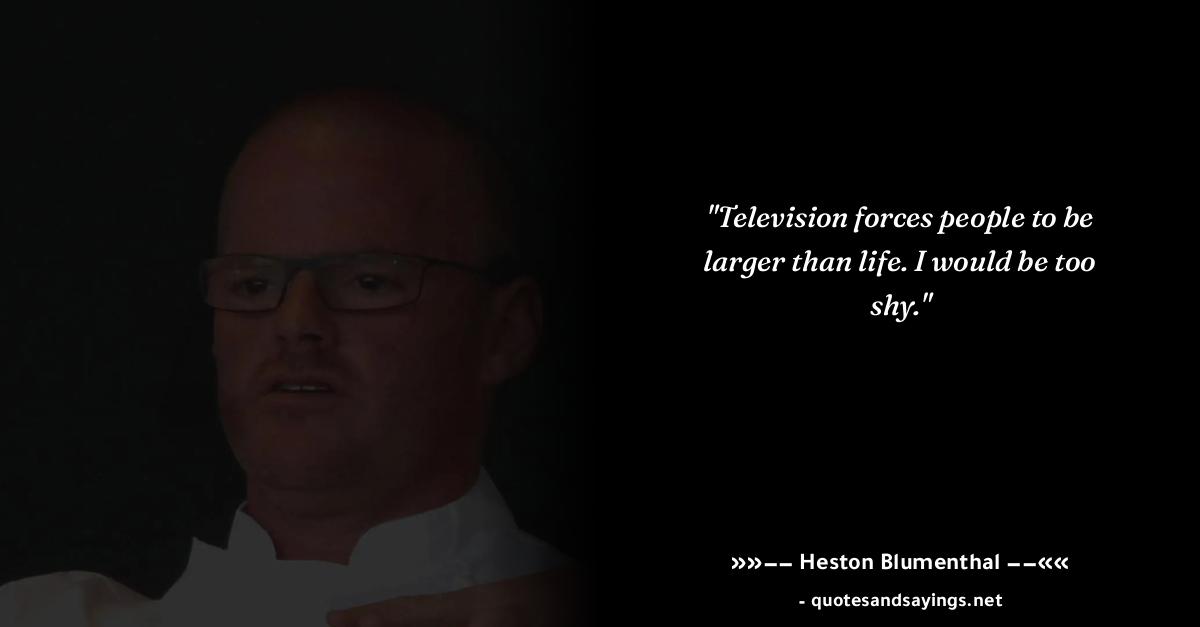 "Television forces people to be
larger than life. I would be too
shy."
»»−− Heston Blumenthal −−««
- quotesandsayings.net